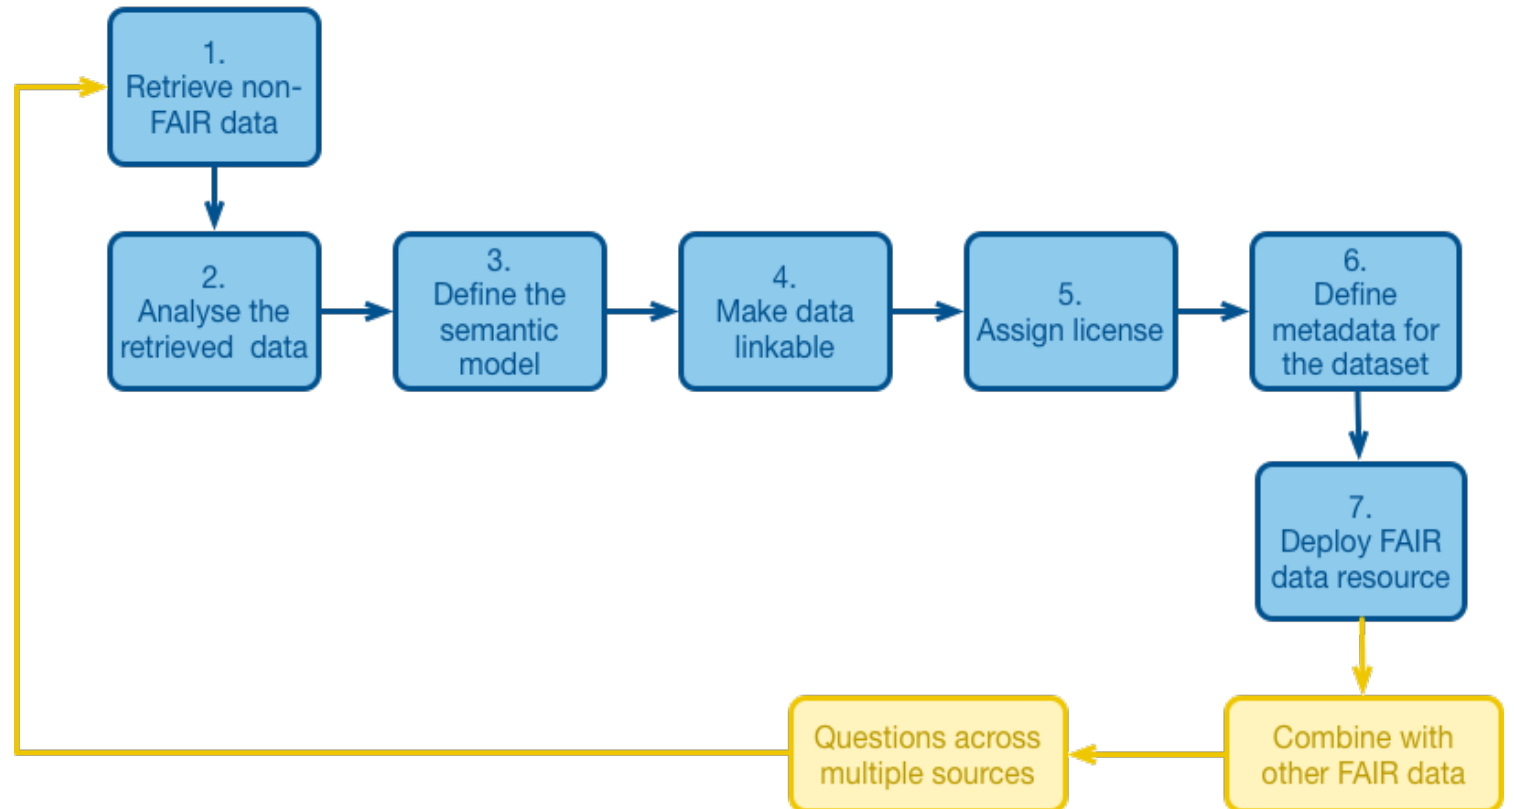 1.
Retrieve non-
FAIR data
2.
Analyse the
retrieved data
3.
Define the
semantic
model
4.
Make data
linkable
5.
Assign license
6.
Define
metadata for
the dataset
7.
Deploy FAIR
data resource
Combine with
other FAIR data
Questions across
multiple sources